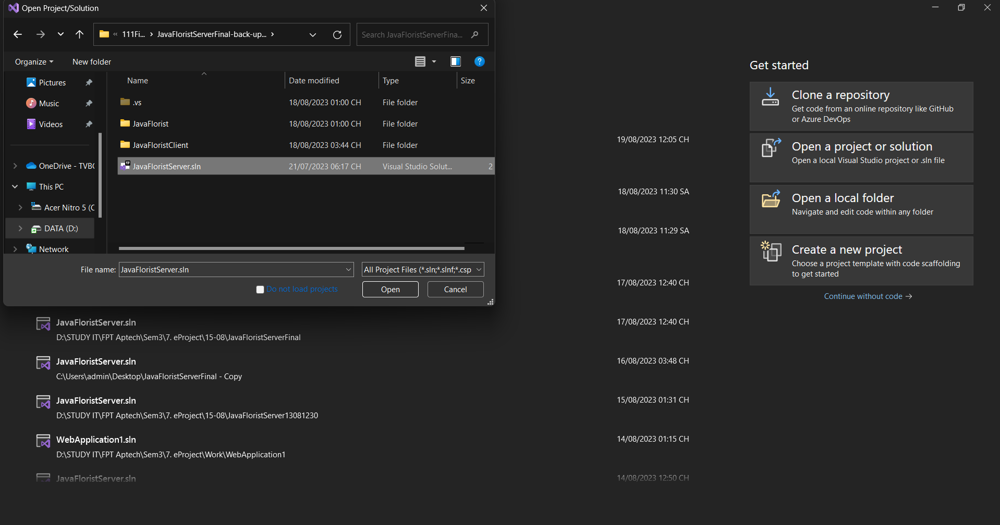 Open Project/Solution
« 111Fi... › JavaFloristServerFinal-back-up... ›
Search JavaFloristServerFina...
Organize
New folder
?
Pictures
Music
Videos
OneDrive - TVBC
This PC
Acer Nitro 5 (C
DATA (D:)
Network
Name Date modified Type Size
.vs 18/08/2023 01:00 CH File folder
JavaFlorist 18/08/2023 01:00 CH File folder
JavaFloristClient 18/08/2023 03:44 CH File folder
JavaFloristServer.sln 21/07/2023 06:17 CH Visual Studio Solut... 2
File name: JavaFloristServer.sln
All Project Files (*.sln;*.slnf;*.csp
Do not load projects
Open
Cancel
19/08/2023 12:05 CH
18/08/2023 11:30 SA
18/08/2023 11:29 SA
17/08/2023 12:40 CH
JavaFloristServer.sln 17/08/2023 12:40 CH
D:\STUDY IT\FPT Aptech\Sem3\7. eProject\15-08\JavaFloristServerFinal
JavaFloristServer.sln 16/08/2023 03:48 CH
C:\Users\admin\Desktop\JavaFloristServerFinal - Copy
JavaFloristServer.sln 15/08/2023 01:31 CH
D:\STUDY IT\FPT Aptech\Sem3\7. eProject\15-08\JavaFloristServer13081230
WebApplication1.sln 14/08/2023 01:15 CH
D:\STUDY IT\FPT Aptech\Sem3\7. eProject\Work\WebApplication1
JavaFloristServer.sln 14/08/2023 12:50 CH
Get started
Clone a repository
Get code from an online repository like GitHub
or Azure DevOps
Open a project or solution
Open a local Visual Studio project or .sln file
Open a local folder
Navigate and edit code within any folder
Create a new project
Choose a project template with code scaffolding
to get started
Continue without code →